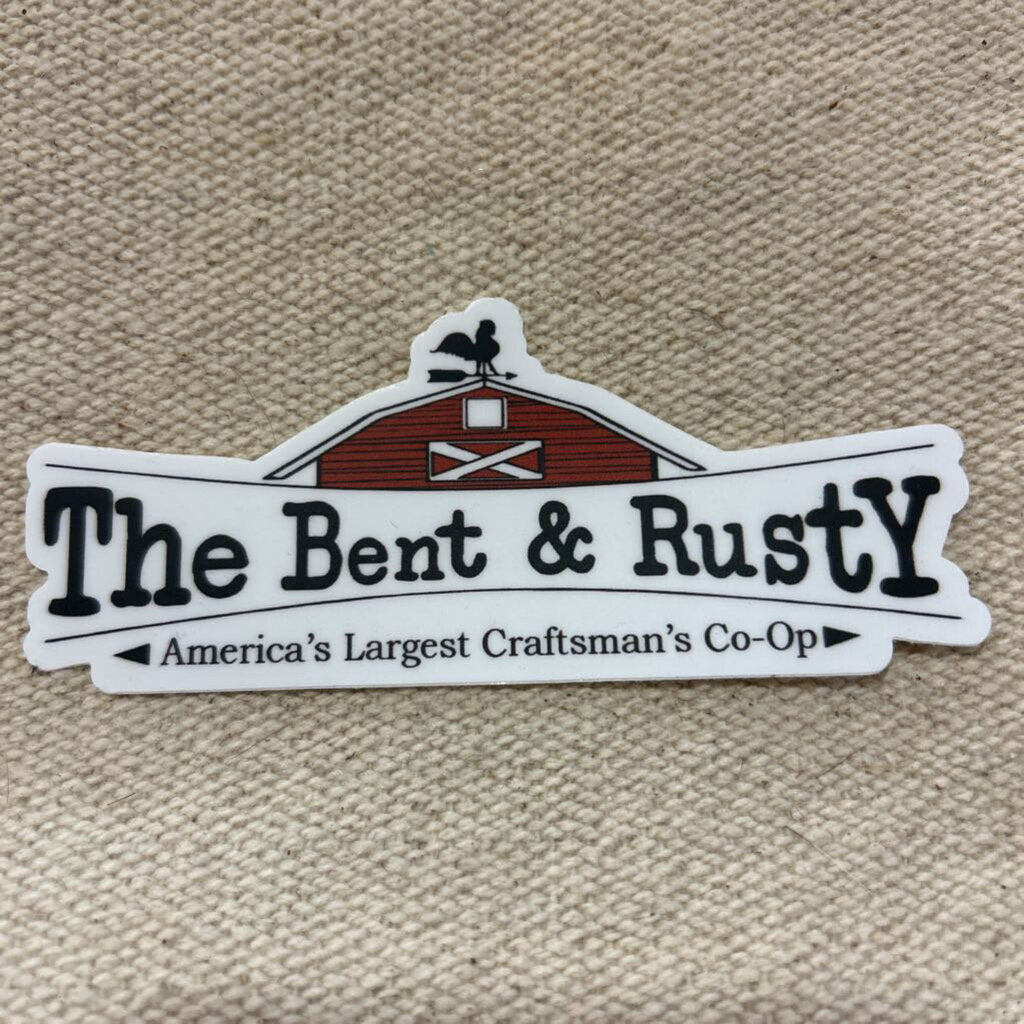 The Bent & RustY
America's Largest Craftsman's Co-Op